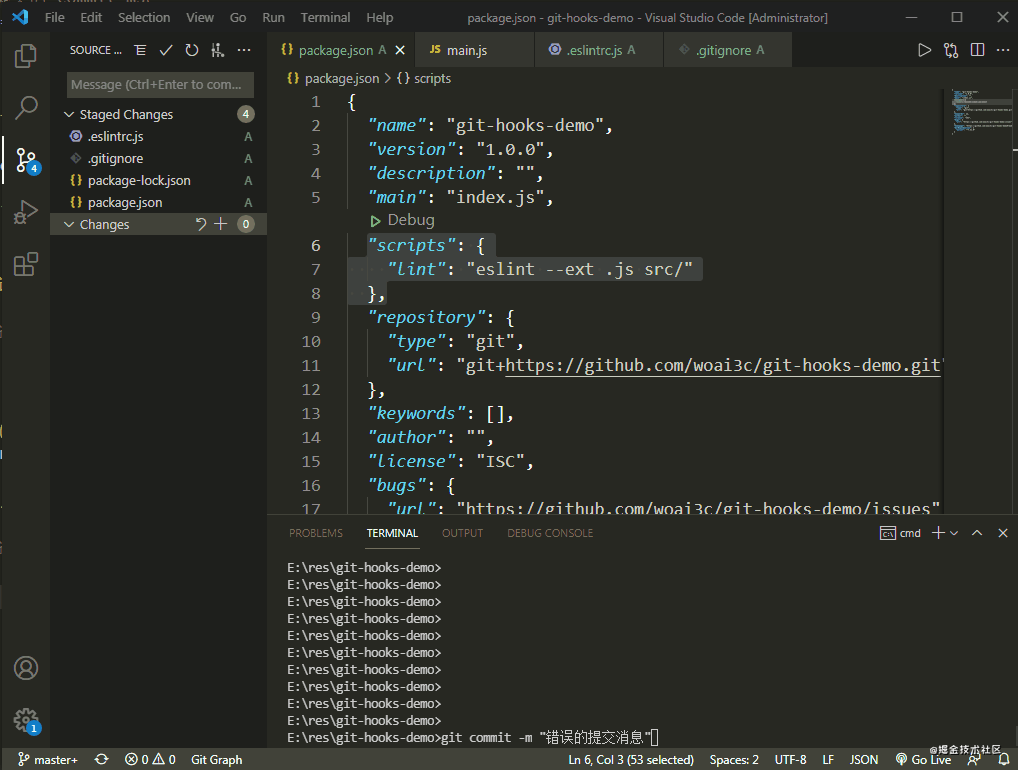 File Edit Selection View Go Run Terminal Help package.json - git-hooks-demo - Visual Studio Code [Administrator]
SOURCE ...
Message (Ctrl+Enter to com...
Staged Changes 4
.eslintrc.js A
.gitignore A
package-lock.json A
package.json A
Changes 0
4
1
package.json A
JS main.js
.eslintrc.js A
.gitignore A
{} package.json > {} scripts
1 {
2 "name": "git-hooks-demo",
3 "version": "1.0.0",
4 "description": "",
5 "main": "index.js",
Debug
6 "scripts": {
7 "lint": "eslint --ext .js src/"
8 },
9 "repository": {
10 "type": "git",
11 "url": "git+https://github.com/woai3c/git-hooks-demo.git"
12 },
13 "keywords": [],
14 "author": "",
15 "license": "ISC",
16 "bugs": {
17 "url": "https://github.com/woai3c/git-hooks-demo/issues"
PROBLEMS TERMINAL OUTPUT DEBUG CONSOLE cmd
E:\res\git-hooks-demo>
E:\res\git-hooks-demo>
E:\res\git-hooks-demo>
E:\res\git-hooks-demo>
E:\res\git-hooks-demo>
E:\res\git-hooks-demo>
E:\res\git-hooks-demo>
E:\res\git-hooks-demo>
E:\res\git-hooks-demo>
E:\res\git-hooks-demo>
E:\res\git-hooks-demo>git commit -m "错误的提交消息"
@掘金技术社区
master+ 0 0 Git Graph Ln 6, Col 3 (53 selected) Spaces: 2 UTF-8 LF JSON Go Live